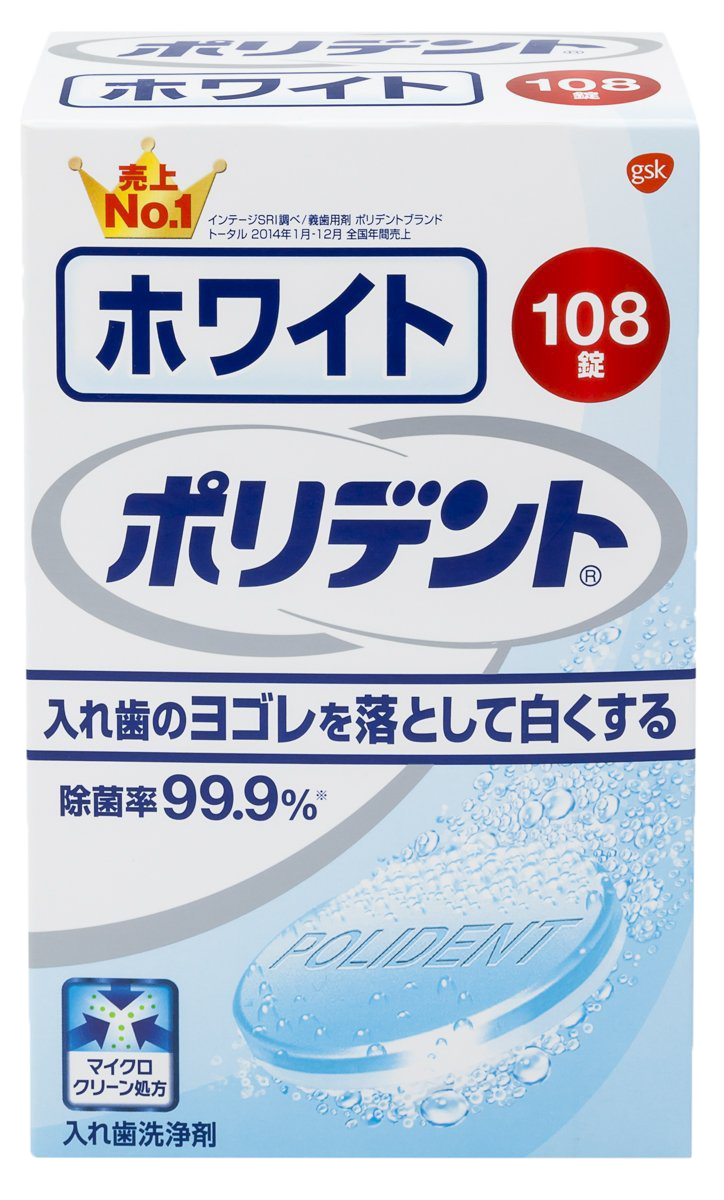 ポリデント®
ホワイト
108
錠
売上
No.1
インテージSRI調べ/義歯用剤 ポリデントブランド
トータル 2014年1月-12月 全国年間売上
gsk
ホワイト
108
錠
ポリデント®
入れ歯のヨゴレを落として白くする
除菌率99.9%※
POLIDENT
マイクロ
クリーン処方
入れ歯洗浄剤